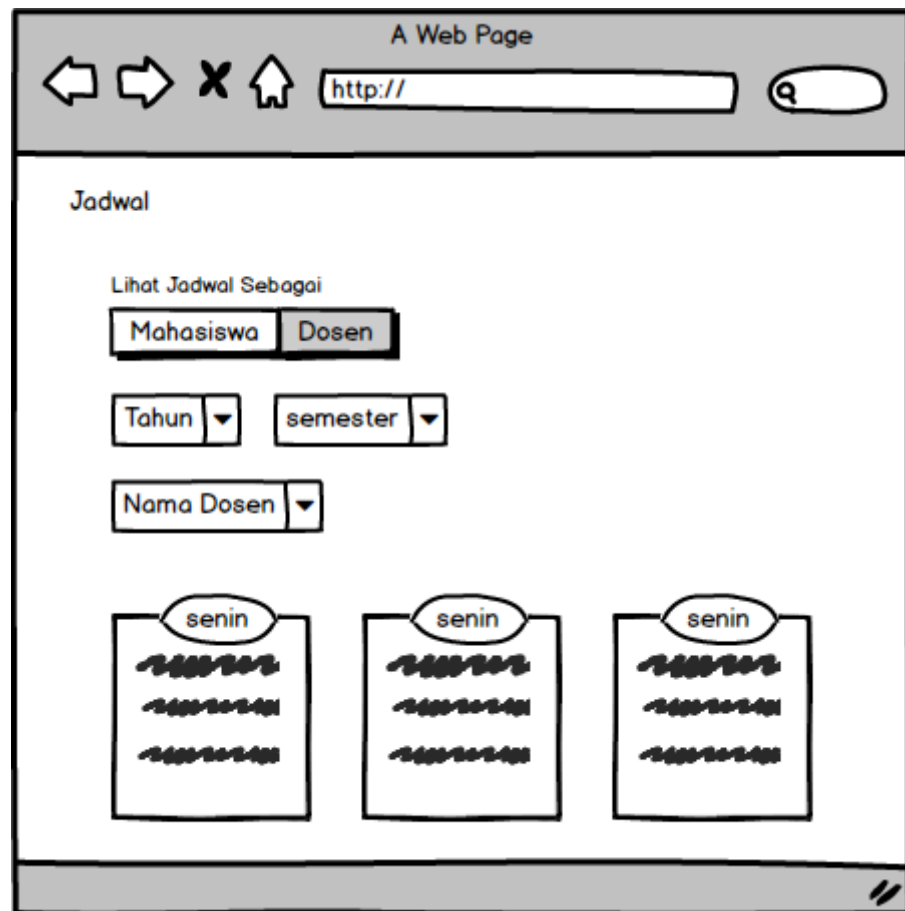 A Web Page
http://
Jadwal
Lihat Jadwal Sebagai
Mahasiswa Dosen
Tahun semester
Nama Dosen
senin senin senin